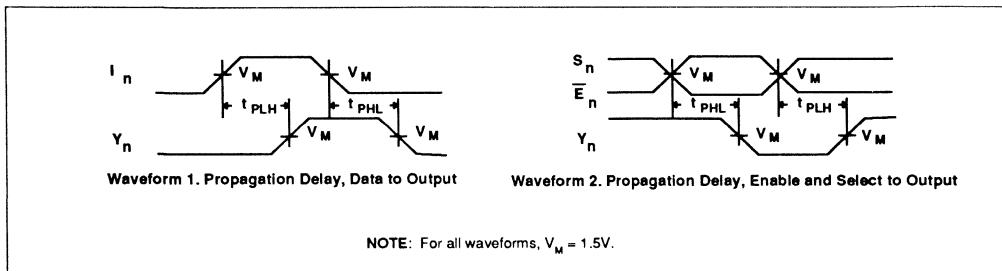 I n
V M
V M
t PLH
t PHL
V M
V M
Y n
Waveform 1. Propagation Delay, Data to Output
S n
E̅ n
V M
V M
t PHL
t PLH
V M
V M
Y n
Waveform 2. Propagation Delay, Enable and Select to Output
NOTE: For all waveforms, V M = 1.5V.